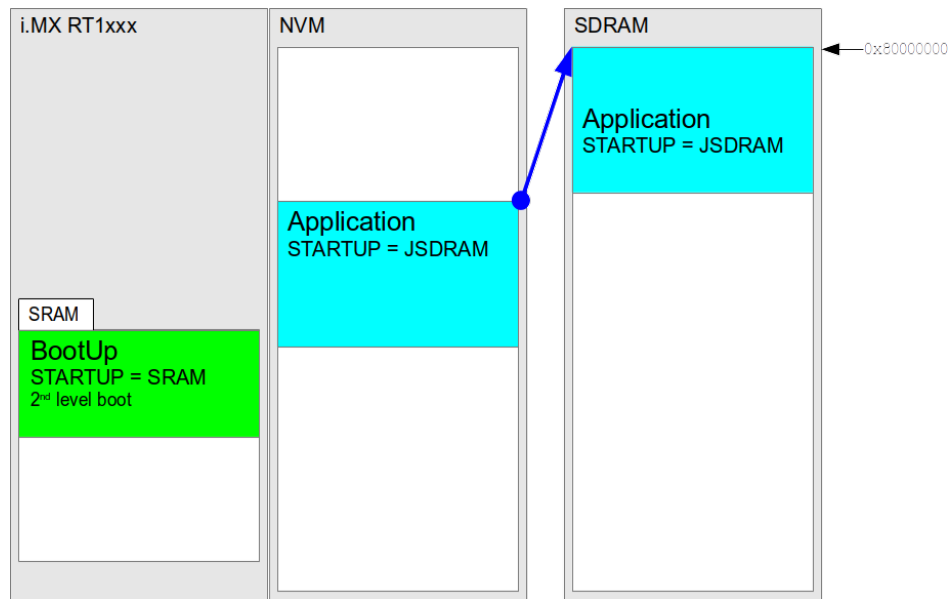 i.MX RT1xxx
SRAM
BootUp
STARTUP = SRAM
2nd level boot
NVM
Application
STARTUP = JSDRAM
SDRAM
Application
STARTUP = JSDRAM
0x80000000